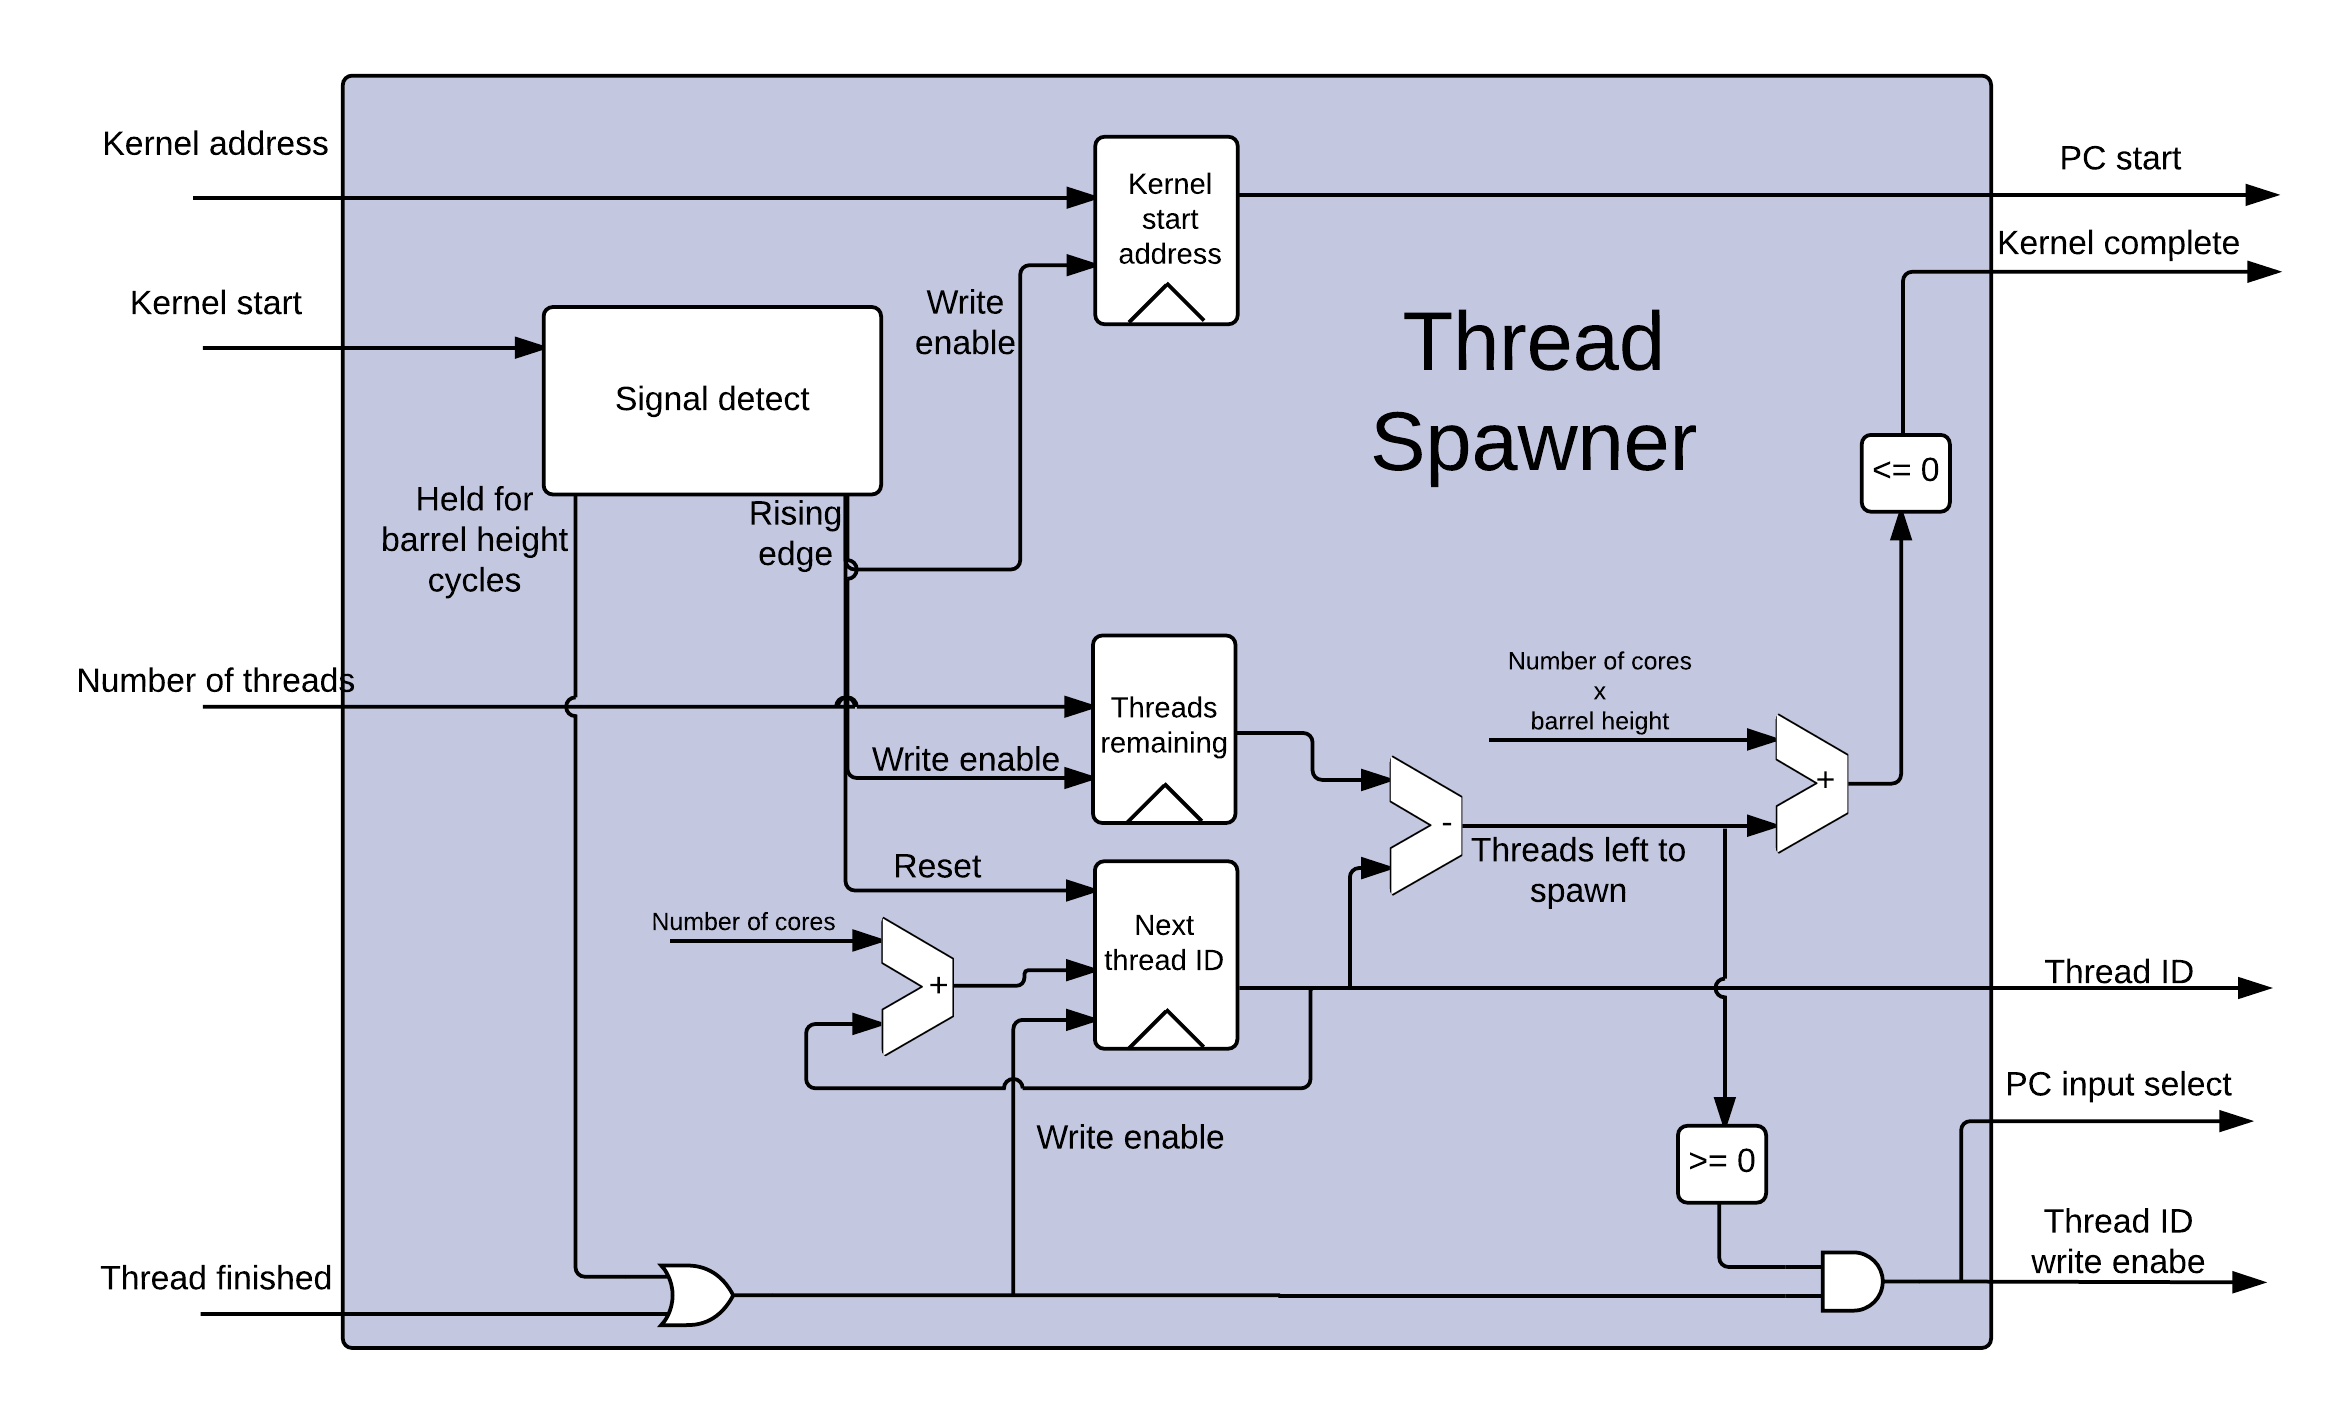 Kernel address
Kernel
start
address
PC start
Kernel complete
Kernel start
Write
enable
Thread
Spawner
Signal detect
<= 0
Held for
barrel height
cycles
Rising
edge
Number of threads
Threads
remaining
Write enable
Number of cores
x
barrel height
+
-
Threads left to
spawn
Reset
Number of cores
+
Next
thread ID
Thread ID
PC input select
Write enable
>= 0
Thread ID
write enabe
Thread finished